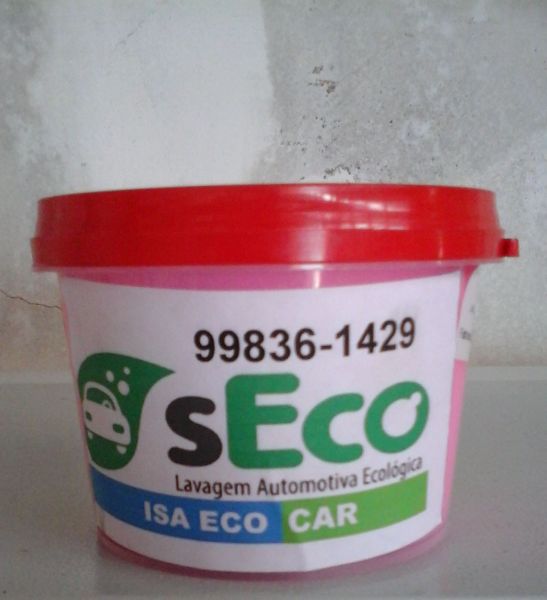 99836-1429
sEco
Lavagem Automotiva Ecológica
ISA ECO CAR